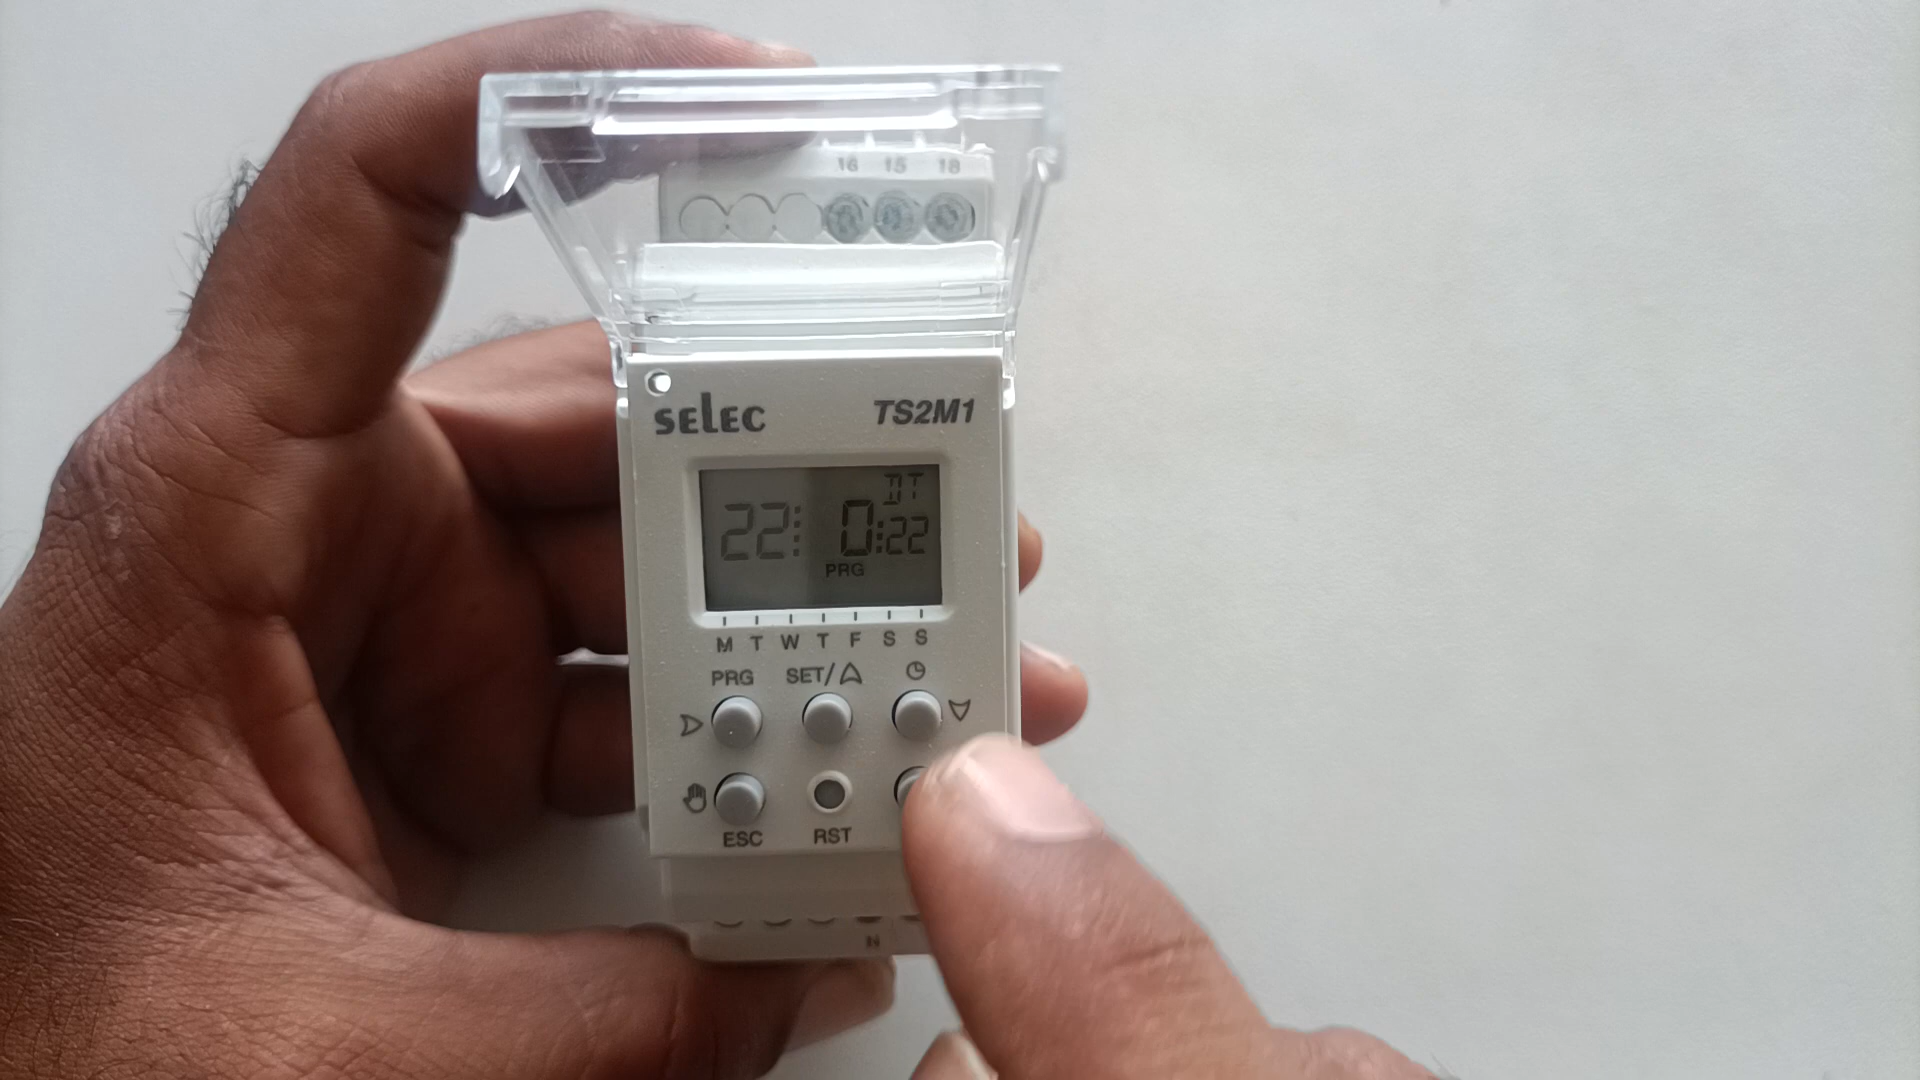 16 15 18
selec TS2M1
DT
22: 0:22
PRG
M T W T F S S
PRG SET/
ESC RST
N